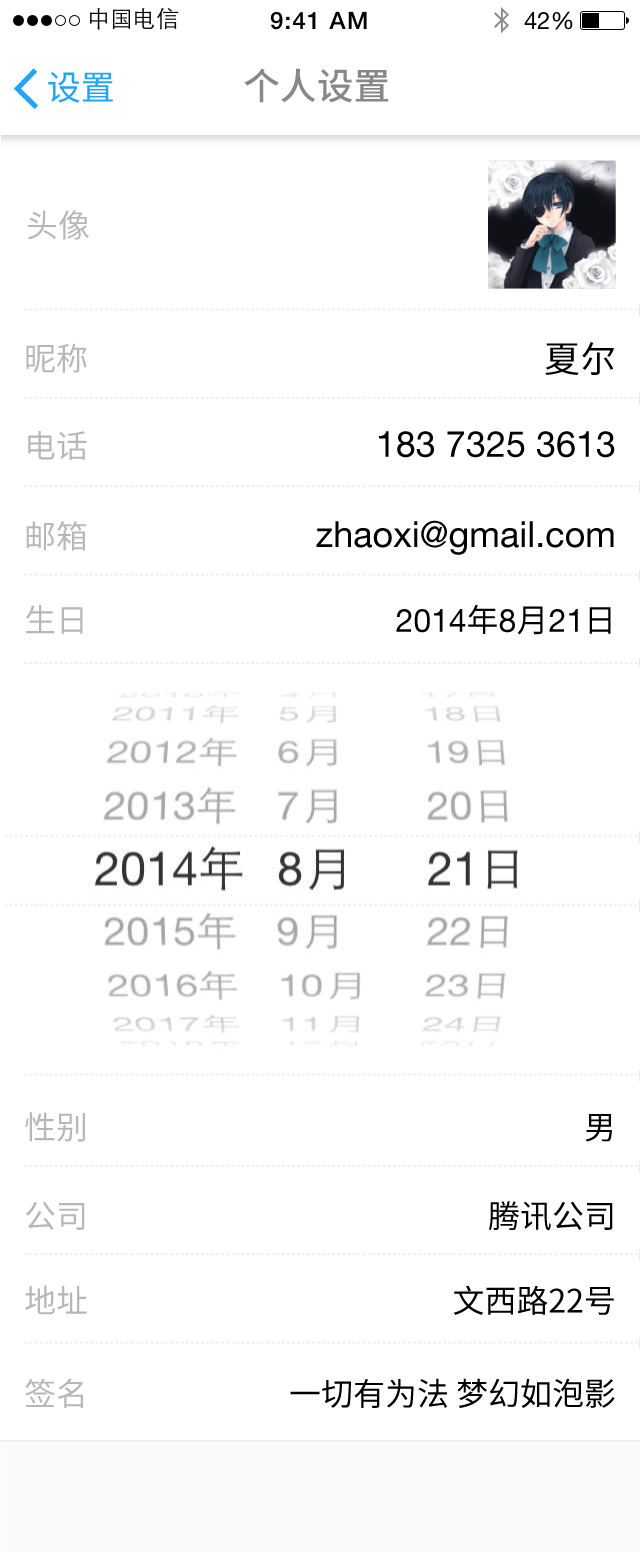 中国电信 9:41 AM 42%
设置 个人设置
头像
昵称 夏尔
电话 183 7325 3613
邮箱 zhaoxi@gmail.com
生日 2014年8月21日
2011年 5月 18日
2012年 6月 19日
2013年 7月 20日
2014年 8月 21日
2015年 9月 22日
2016年 10月 23日
2017年 11月 24日
性别 男
公司 腾讯公司
地址 文西路22号
签名 一切有为法 梦幻如泡影